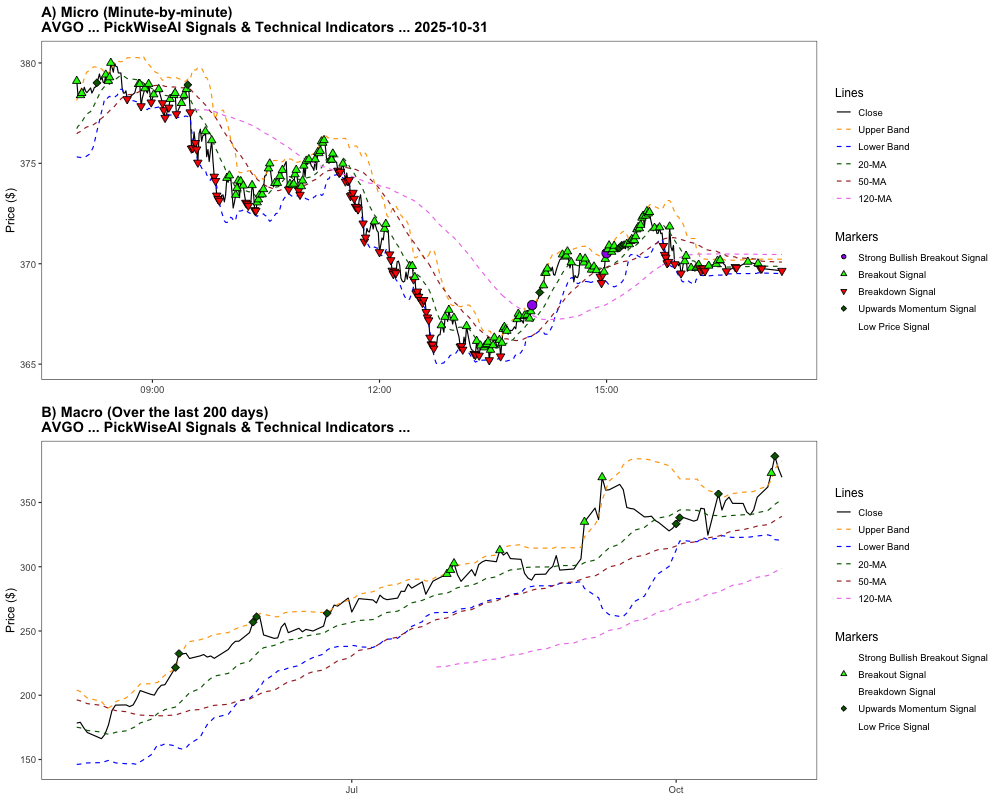 A) Micro (Minute-by-minute)
AVGO ... PickWiseAI Signals & Technical Indicators ... 2025-10-31
Price ($)
380
375
370
365
09:00
12:00
15:00
Lines
Close
Upper Band
Lower Band
20-MA
50-MA
120-MA
Markers
Strong Bullish Breakout Signal
Breakout Signal
Breakdown Signal
Upwards Momentum Signal
Low Price Signal
B) Macro (Over the last 200 days)
AVGO ... PickWiseAI Signals & Technical Indicators ...
Price ($)
350
300
250
200
150
Jul
Oct
Lines
Close
Upper Band
Lower Band
20-MA
50-MA
120-MA
Markers
Strong Bullish Breakout Signal
Breakout Signal
Breakdown Signal
Upwards Momentum Signal
Low Price Signal